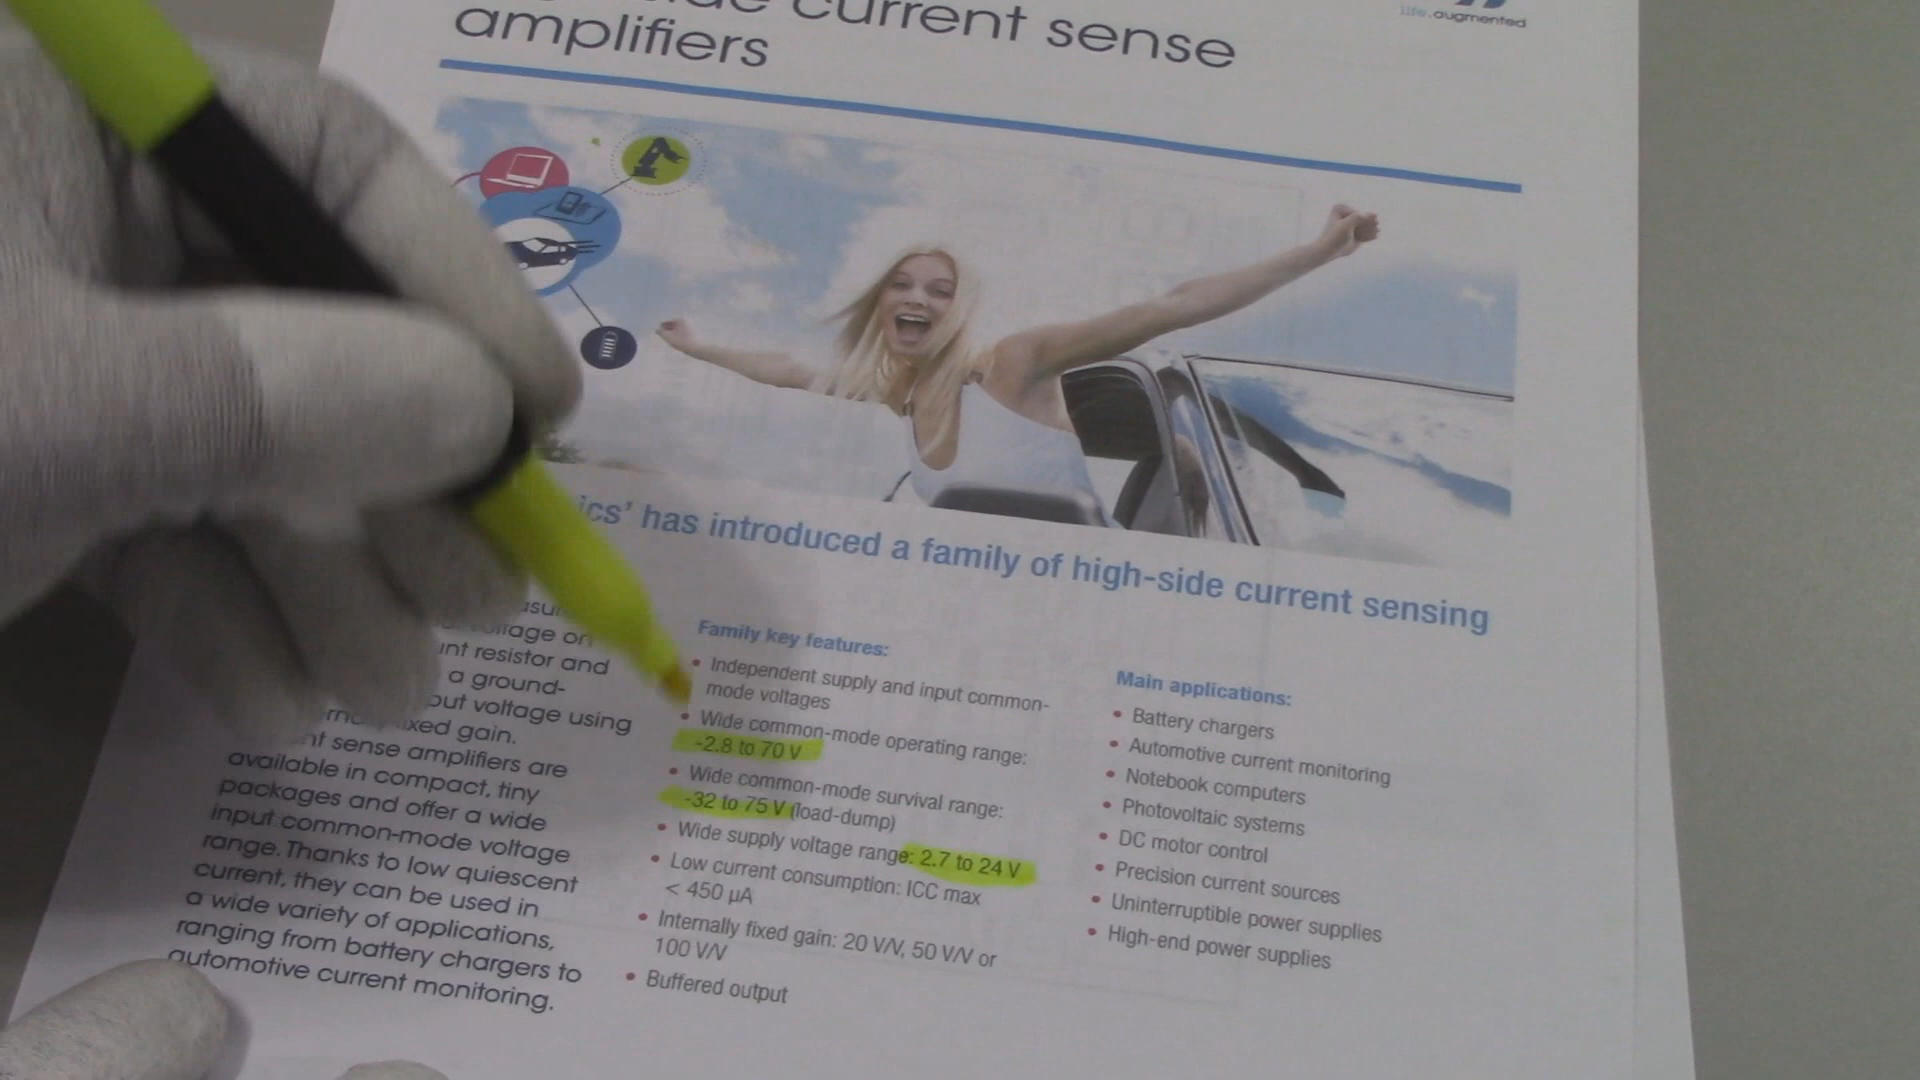 current sense
amplifiers
life.augmented
ics' has introduced a family of high-side current sensing
voltage on
resistor and
a ground-
voltage using
fixed gain.
sense amplifiers are
available in compact, tiny
packages and offer a wide
input common-mode voltage
range. Thanks to low quiescent
current, they can be used in
a wide variety of applications,
ranging from battery chargers to
automotive current monitoring.
Family key features:
• Independent supply and input common-
mode voltages
• Wide common-mode operating range:
-2.8 to 70 V
• Wide common-mode survival range:
-32 to 75 V (load-dump)
• Wide supply voltage range: 2.7 to 24 V
• Low current consumption: ICC max
< 450 µA
• Internally fixed gain: 20 V/V, 50 V/V or
100 V/V
• Buffered output
Main applications:
• Battery chargers
• Automotive current monitoring
• Notebook computers
• Photovoltaic systems
• DC motor control
• Precision current sources
• Uninterruptible power supplies
• High-end power supplies